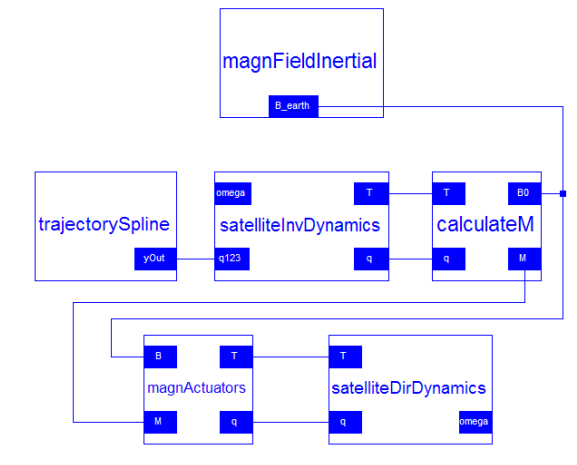 magnFieldInertial
B_earth
omega
T
T
B0
trajectorySpline
satelliteInvDynamics
calculateM
yOut
q123
q
q
M
B
T
T
magnActuators
satelliteDirDynamics
M
q
q
omega